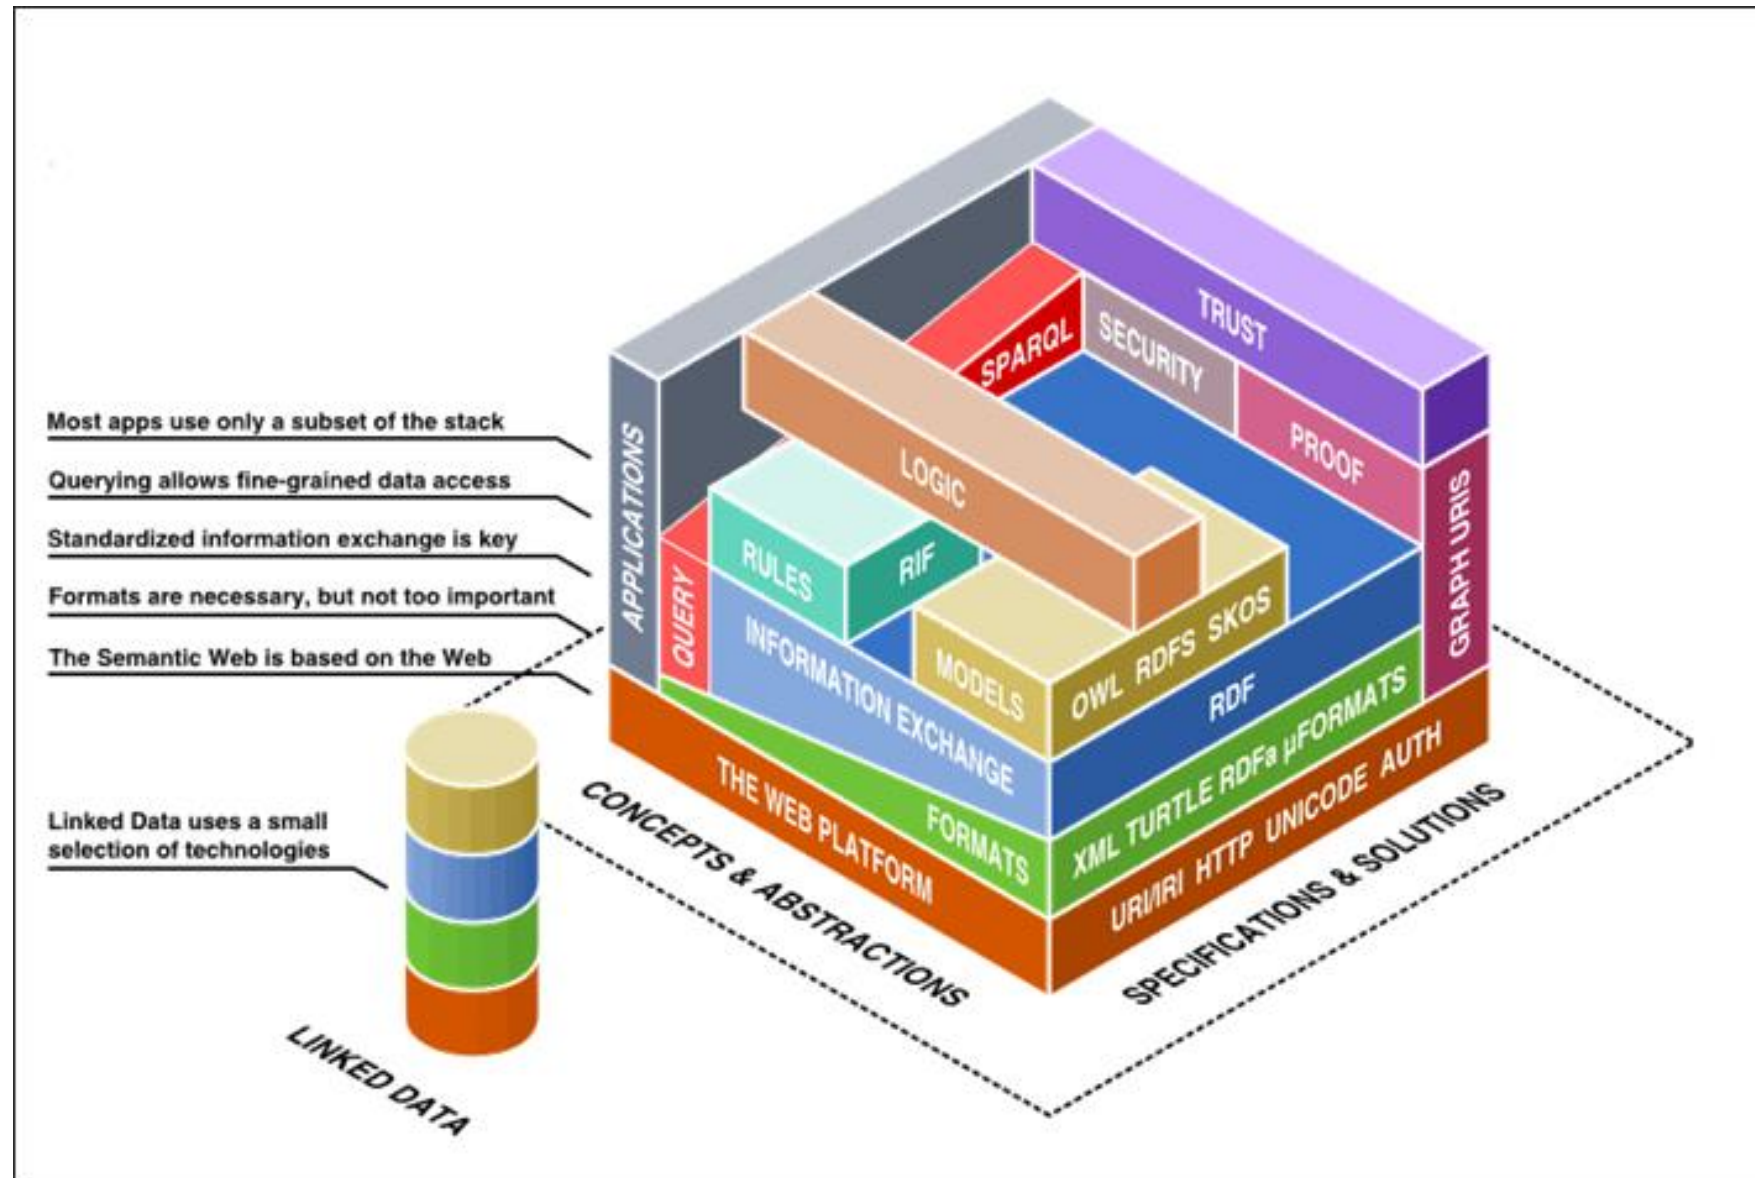 Most apps use only a subset of the stack
Querying allows fine-grained data access
Standardized information exchange is key
Formats are necessary, but not too important
The Semantic Web is based on the Web
Linked Data uses a small
selection of technologies
LINKED DATA
APPLICATIONS
QUERY
RULES
RIF
LOGIC
SPARQL
SECURITY
TRUST
PROOF
GRAPH URIS
INFORMATION EXCHANGE
MODELS
OWL RDFS SKOS
RDF
FORMATS
XML TURTLE RDFa µFORMATS
THE WEB PLATFORM
URI/IRI HTTP UNICODE AUTH
CONCEPTS & ABSTRACTIONS
SPECIFICATIONS & SOLUTIONS